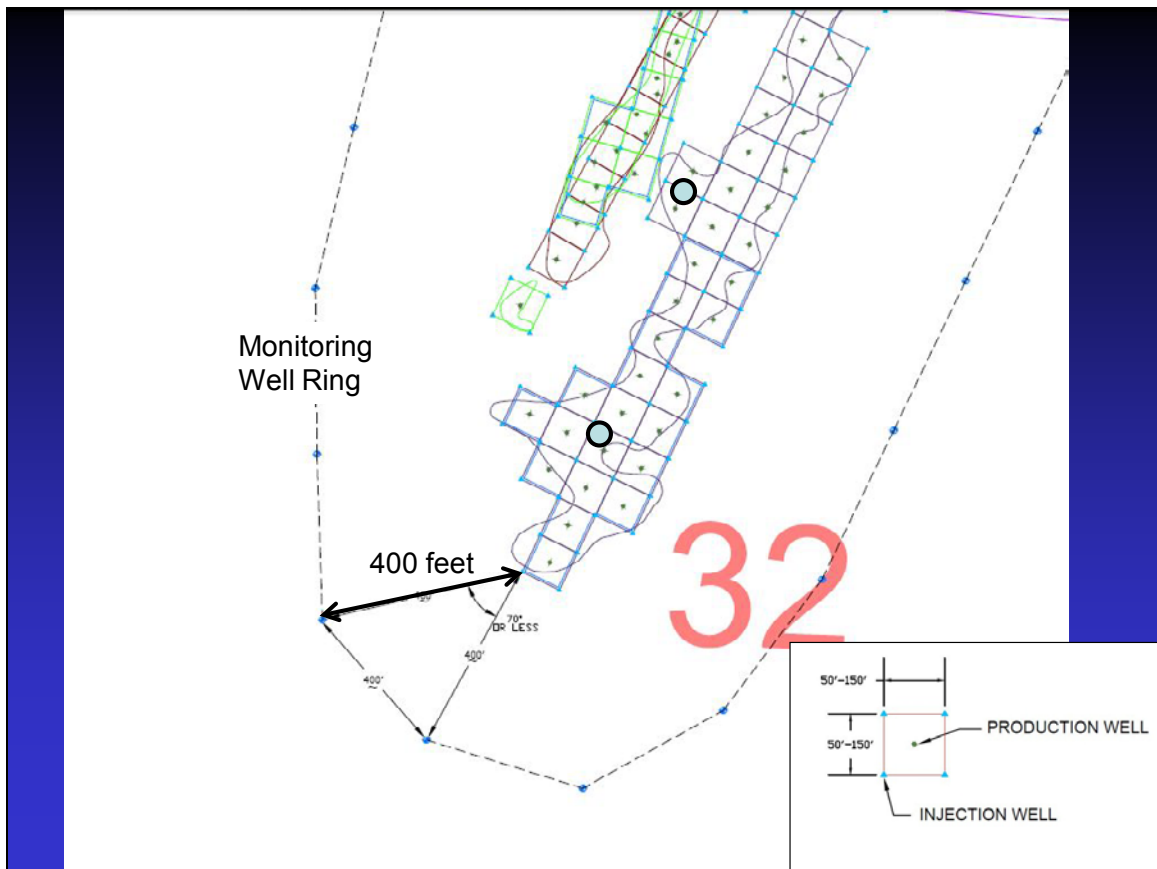 Monitoring
Well Ring
400 feet
70°
OR LESS
400'
400'
32
50'-150'
50'-150'
PRODUCTION WELL
INJECTION WELL